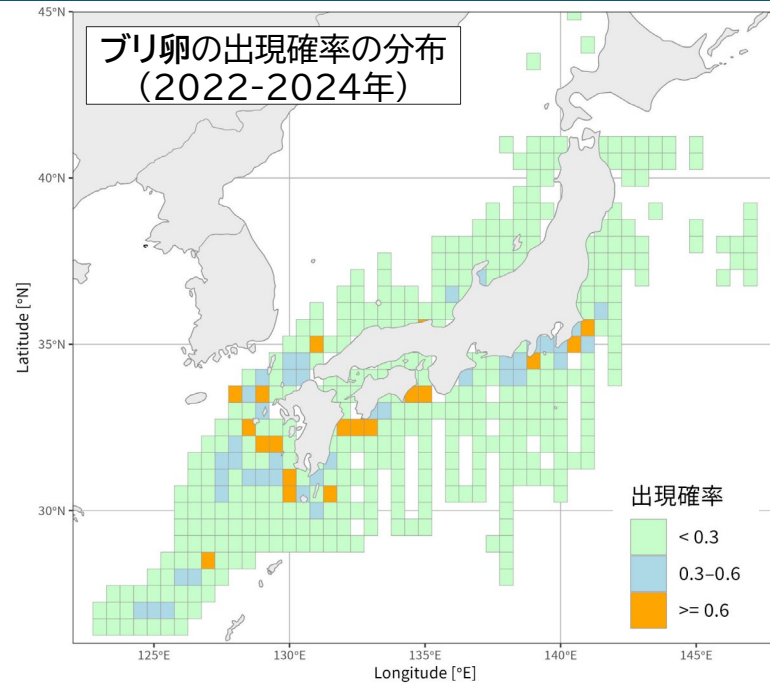 ブリ卵の出現確率の分布
(2022-2024年)
45°N
40°N
35°N
30°N
Latitude [°N]
出現確率
< 0.3
0.3–0.6
>= 0.6
125°E
130°E
135°E
140°E
145°E
Longitude [°E]